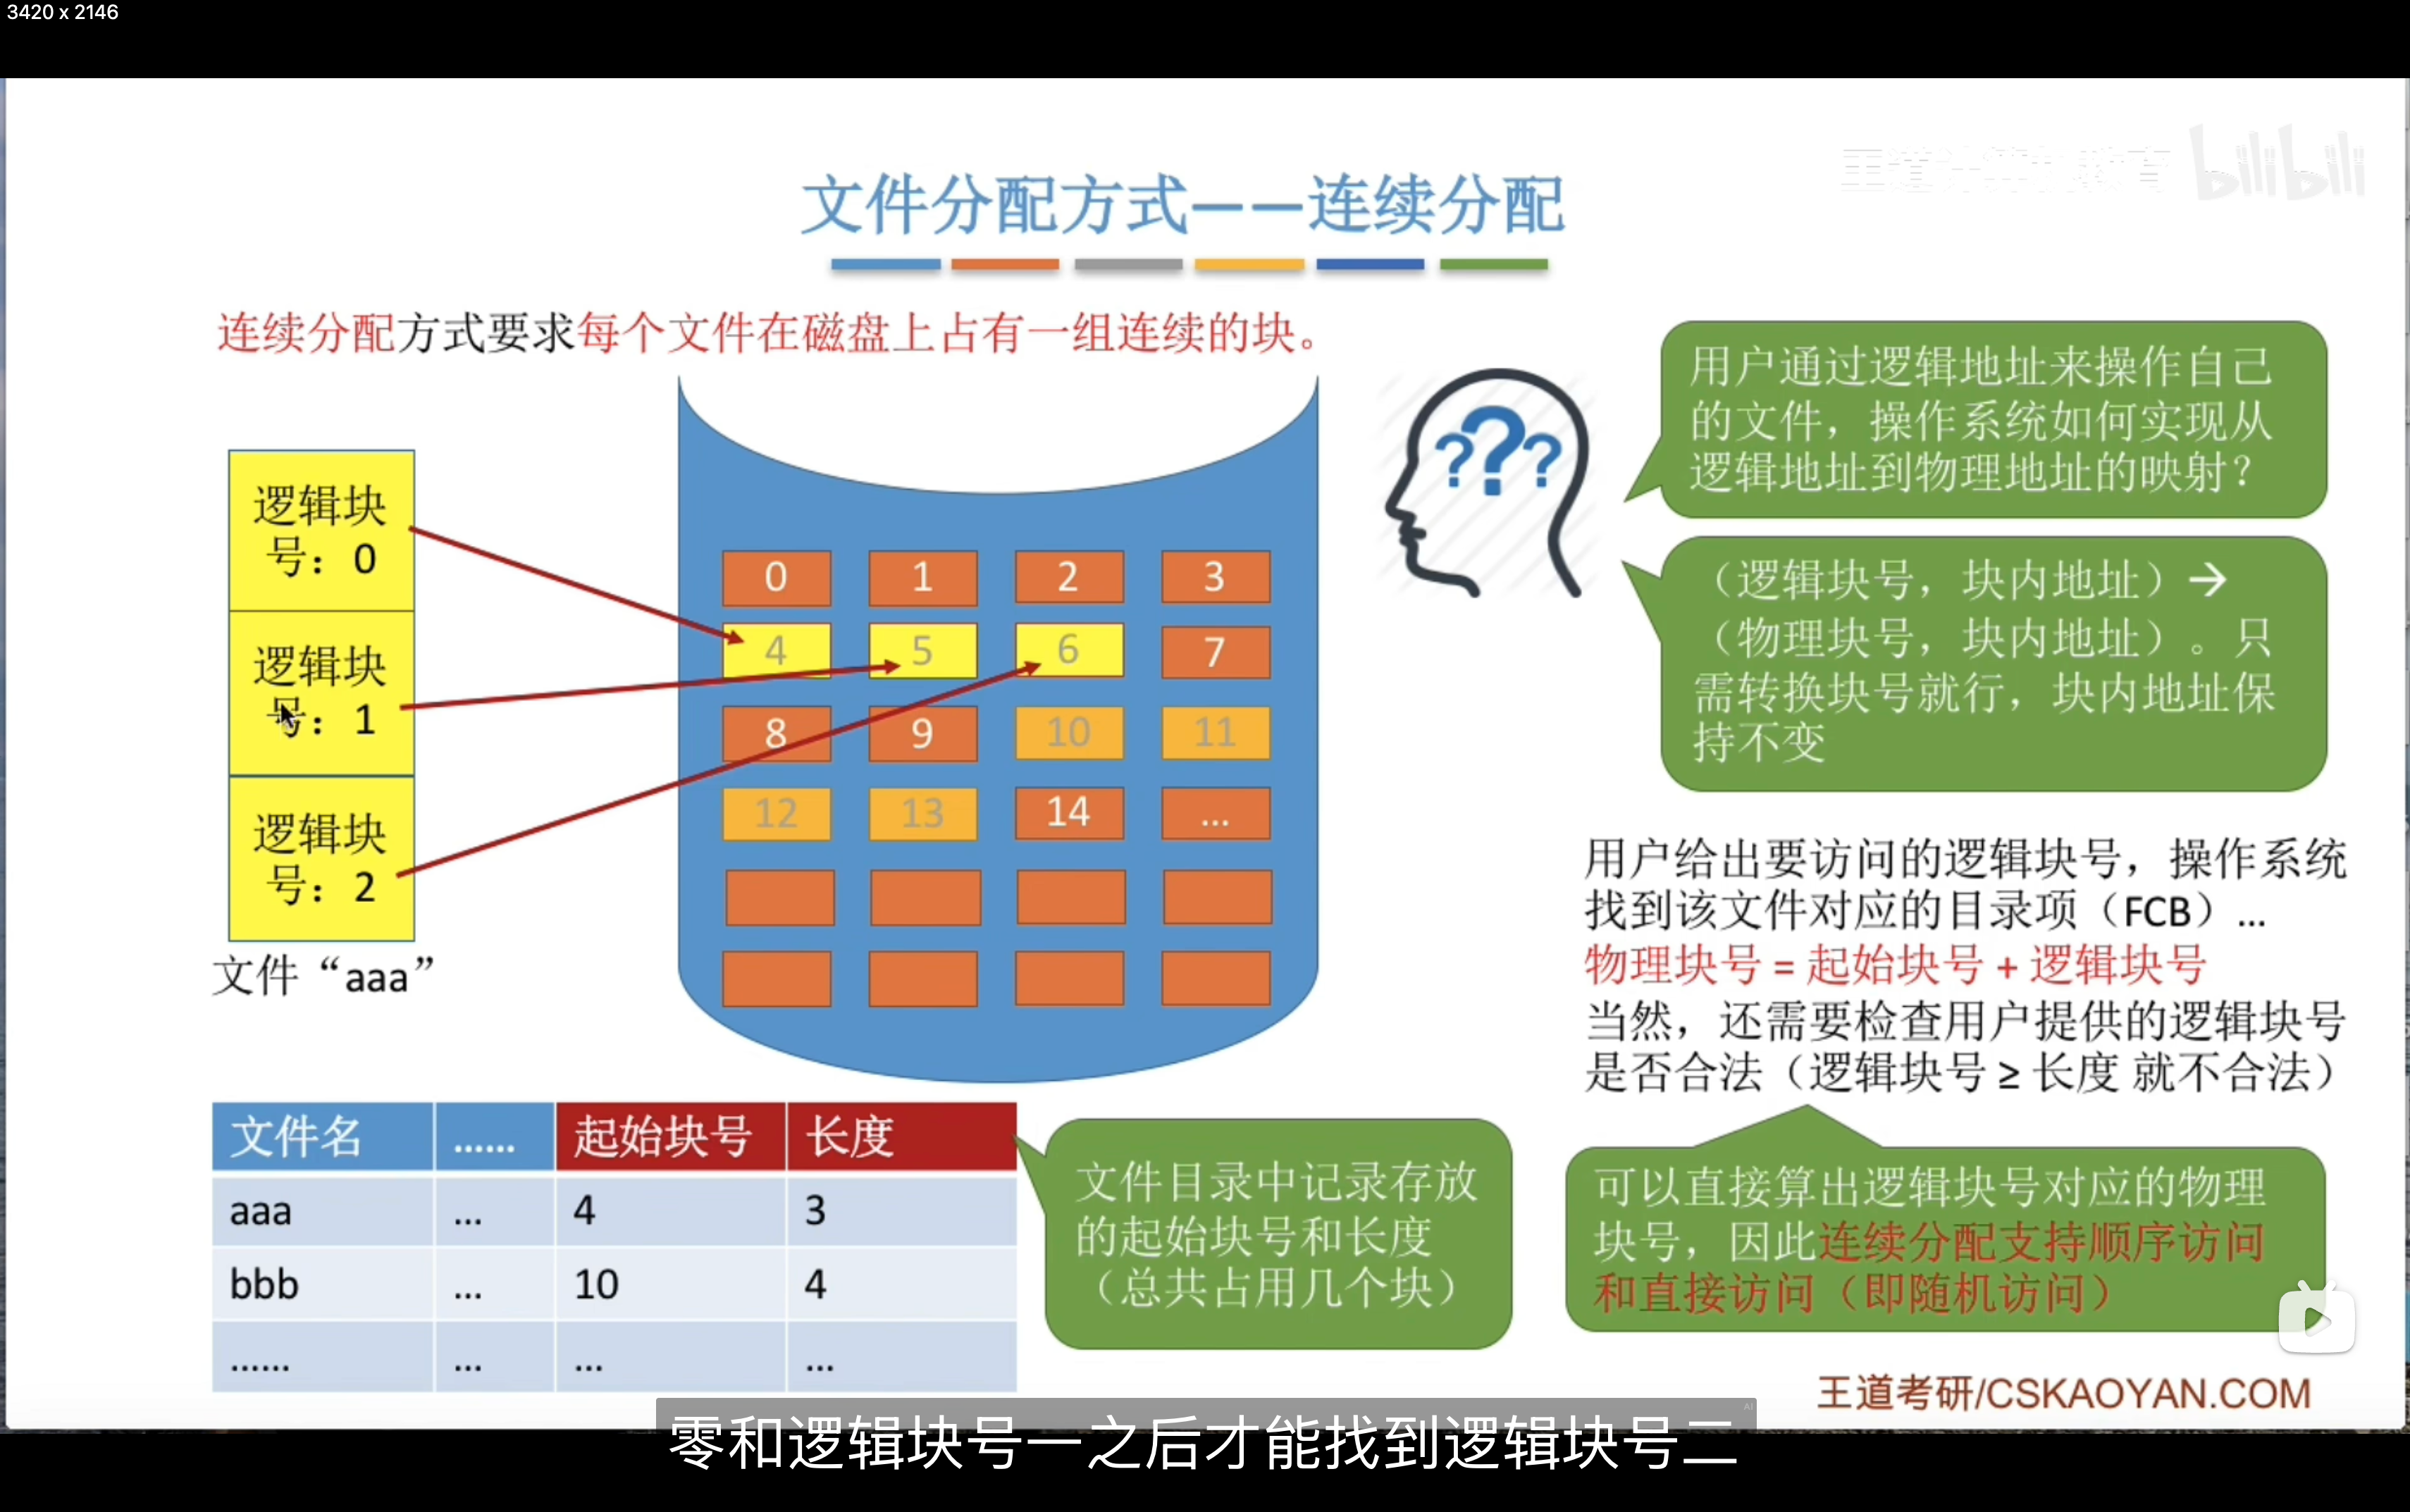 3420 x 2146
王道计算机教育 bilibili
文件分配方式——连续分配
连续分配方式要求每个文件在磁盘上占有一组连续的块。
用户通过逻辑地址来操作自己
的文件，操作系统如何实现从
逻辑地址到物理地址的映射？
???
逻辑块
号：0
逻辑块
号：1
逻辑块
号：2
文件“aaa”
0 1 2 3
4 5 6 7
8 9 10 11
12 13 14 ...
（逻辑块号，块内地址）→
（物理块号，块内地址）。只
需转换块号就行，块内地址保
持不变
用户给出要访问的逻辑块号，操作系统
找到该文件对应的目录项（FCB）...
物理块号 = 起始块号 + 逻辑块号
当然，还需要检查用户提供的逻辑块号
是否合法（逻辑块号 ≥ 长度 就不合法）
文件名 …… 起始块号 长度
aaa ... 4 3
bbb ... 10 4
…… ... ... ...
文件目录中记录存放
的起始块号和长度
（总共占用几个块）
可以直接算出逻辑块号对应的物理
块号，因此连续分配支持顺序访问
和直接访问（即随机访问）
王道考研/CSKAOYAN.COM
AI
零和逻辑块号一之后才能找到逻辑块号二